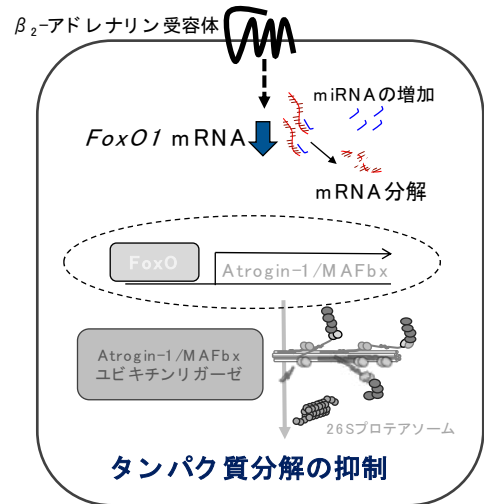 β₂-アドレナリン受容体
miRNAの増加
FoxO1 mRNA
mRNA分解
FoxO
Atrogin-1/MAFbx
Atrogin-1/MAFbx
ユビキチンリガーゼ
26Sプロテアソーム
タンパク質分解の抑制